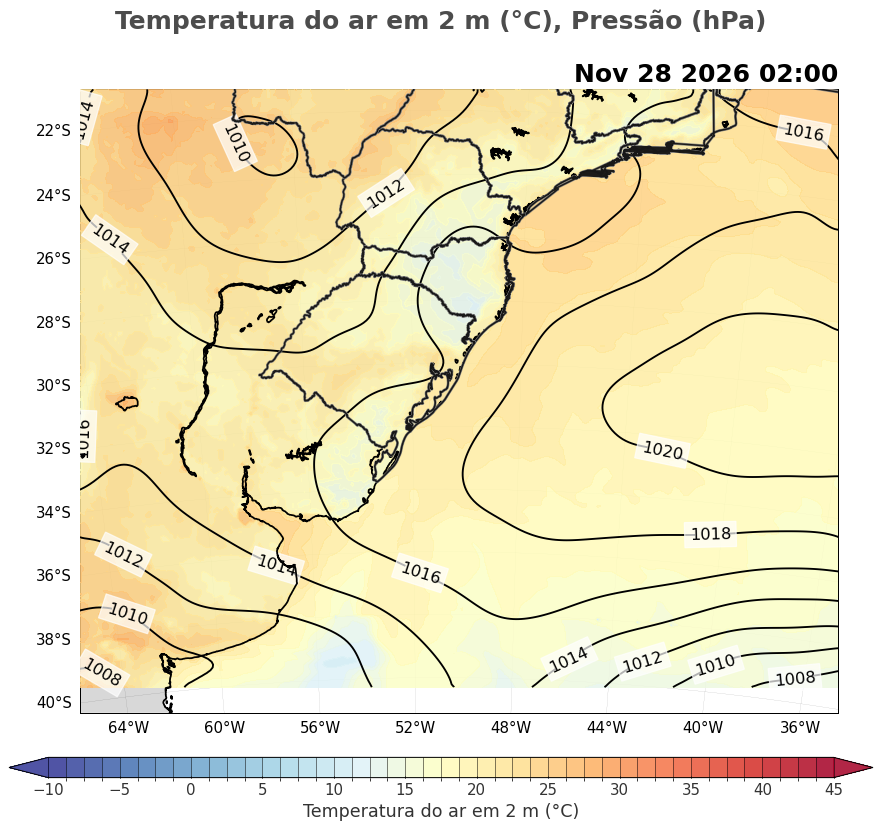 Temperatura do ar em 2 m (°C), Pressão (hPa)
Nov 28 2026 02:00
1014
1010
1016
1012
1014
1016
1020
1018
1012
1014
1016
1010
1014
1012
1010
1008
1008
22°S
24°S
26°S
28°S
30°S
32°S
34°S
36°S
38°S
40°S
64°W 60°W 56°W 52°W 48°W 44°W 40°W 36°W
−10 −5 0 5 10 15 20 25 30 35 40 45
Temperatura do ar em 2 m (°C)